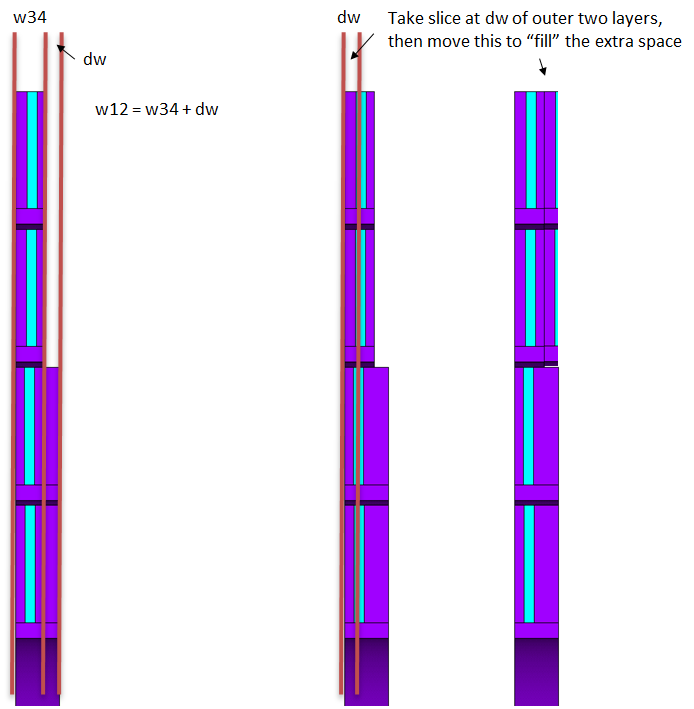 w34
dw
w12 = w34 + dw
dw
Take slice at dw of outer two layers,
then move this to “fill” the extra space